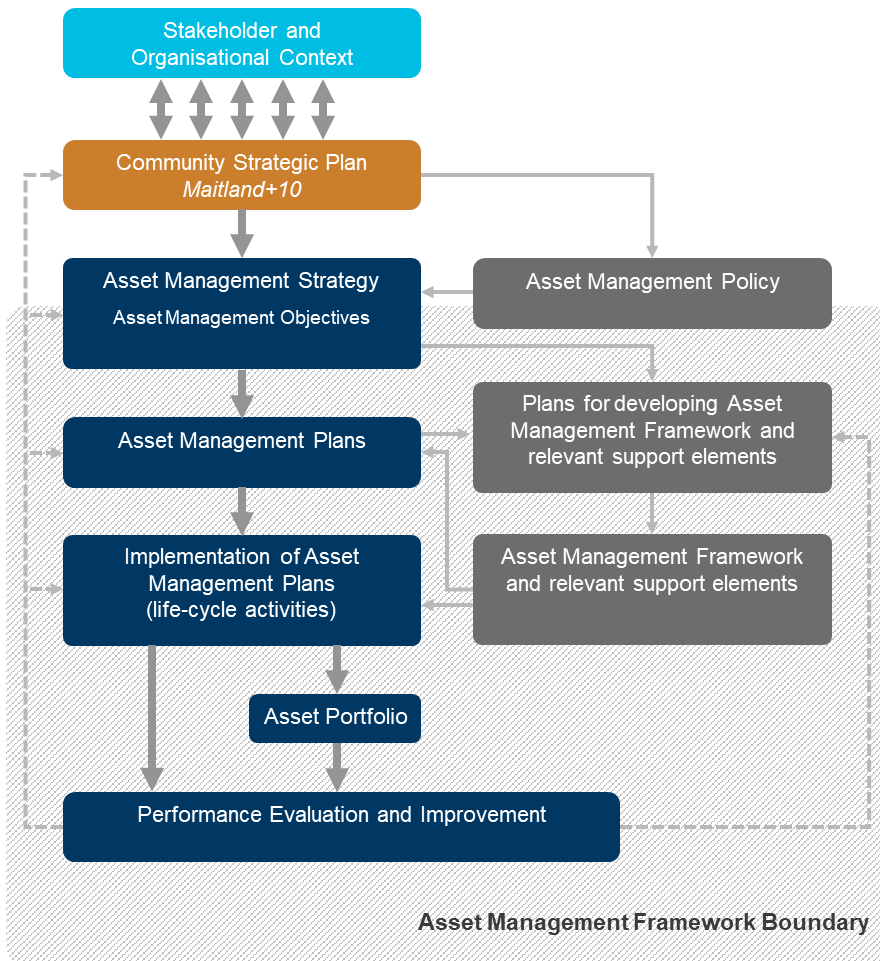 Stakeholder and
Organisational Context
Community Strategic Plan
Maitland+10
Asset Management Strategy
Asset Management Objectives
Asset Management Policy
Plans for developing Asset
Management Framework and
relevant support elements
Asset Management Plans
Implementation of Asset
Management Plans
(life-cycle activities)
Asset Management Framework
and relevant support elements
Asset Portfolio
Performance Evaluation and Improvement
Asset Management Framework Boundary